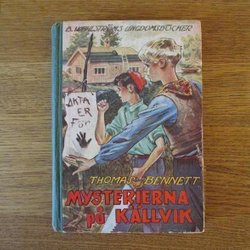 B. WAHLSTRÖMS UNGDOMSBÖCKER
AKTA
ER
För
THOMAS BENNETT
MYSTERIERNA
på KÄLLVIK